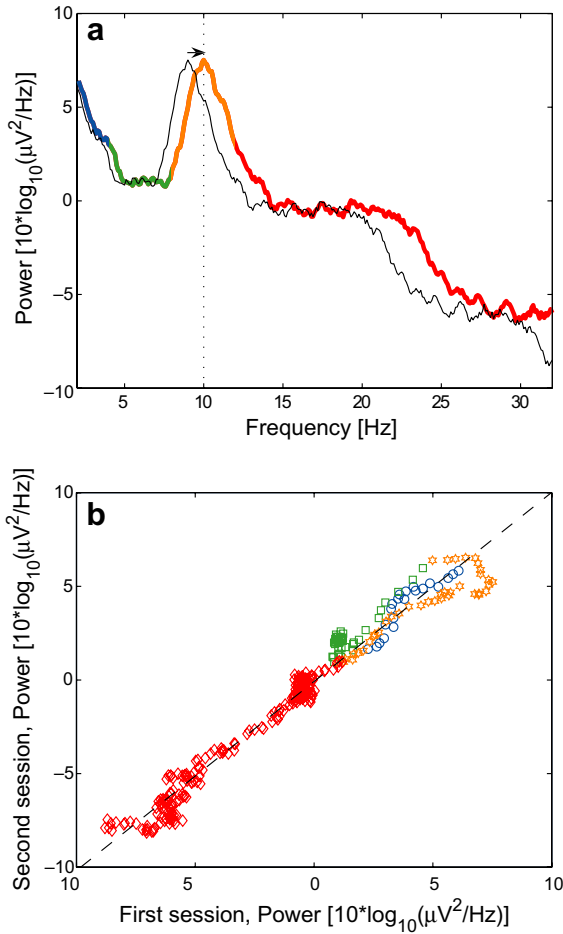 a
10
5
0
−5
−10
Power [10*log10(μV2/Hz)]
5 10 15 20 25 30
Frequency [Hz]
b
10
5
0
−5
−10
Second session, Power [10*log10(μV2/Hz)]
10 5 0 5 10
First session, Power [10*log10(μV2/Hz)]